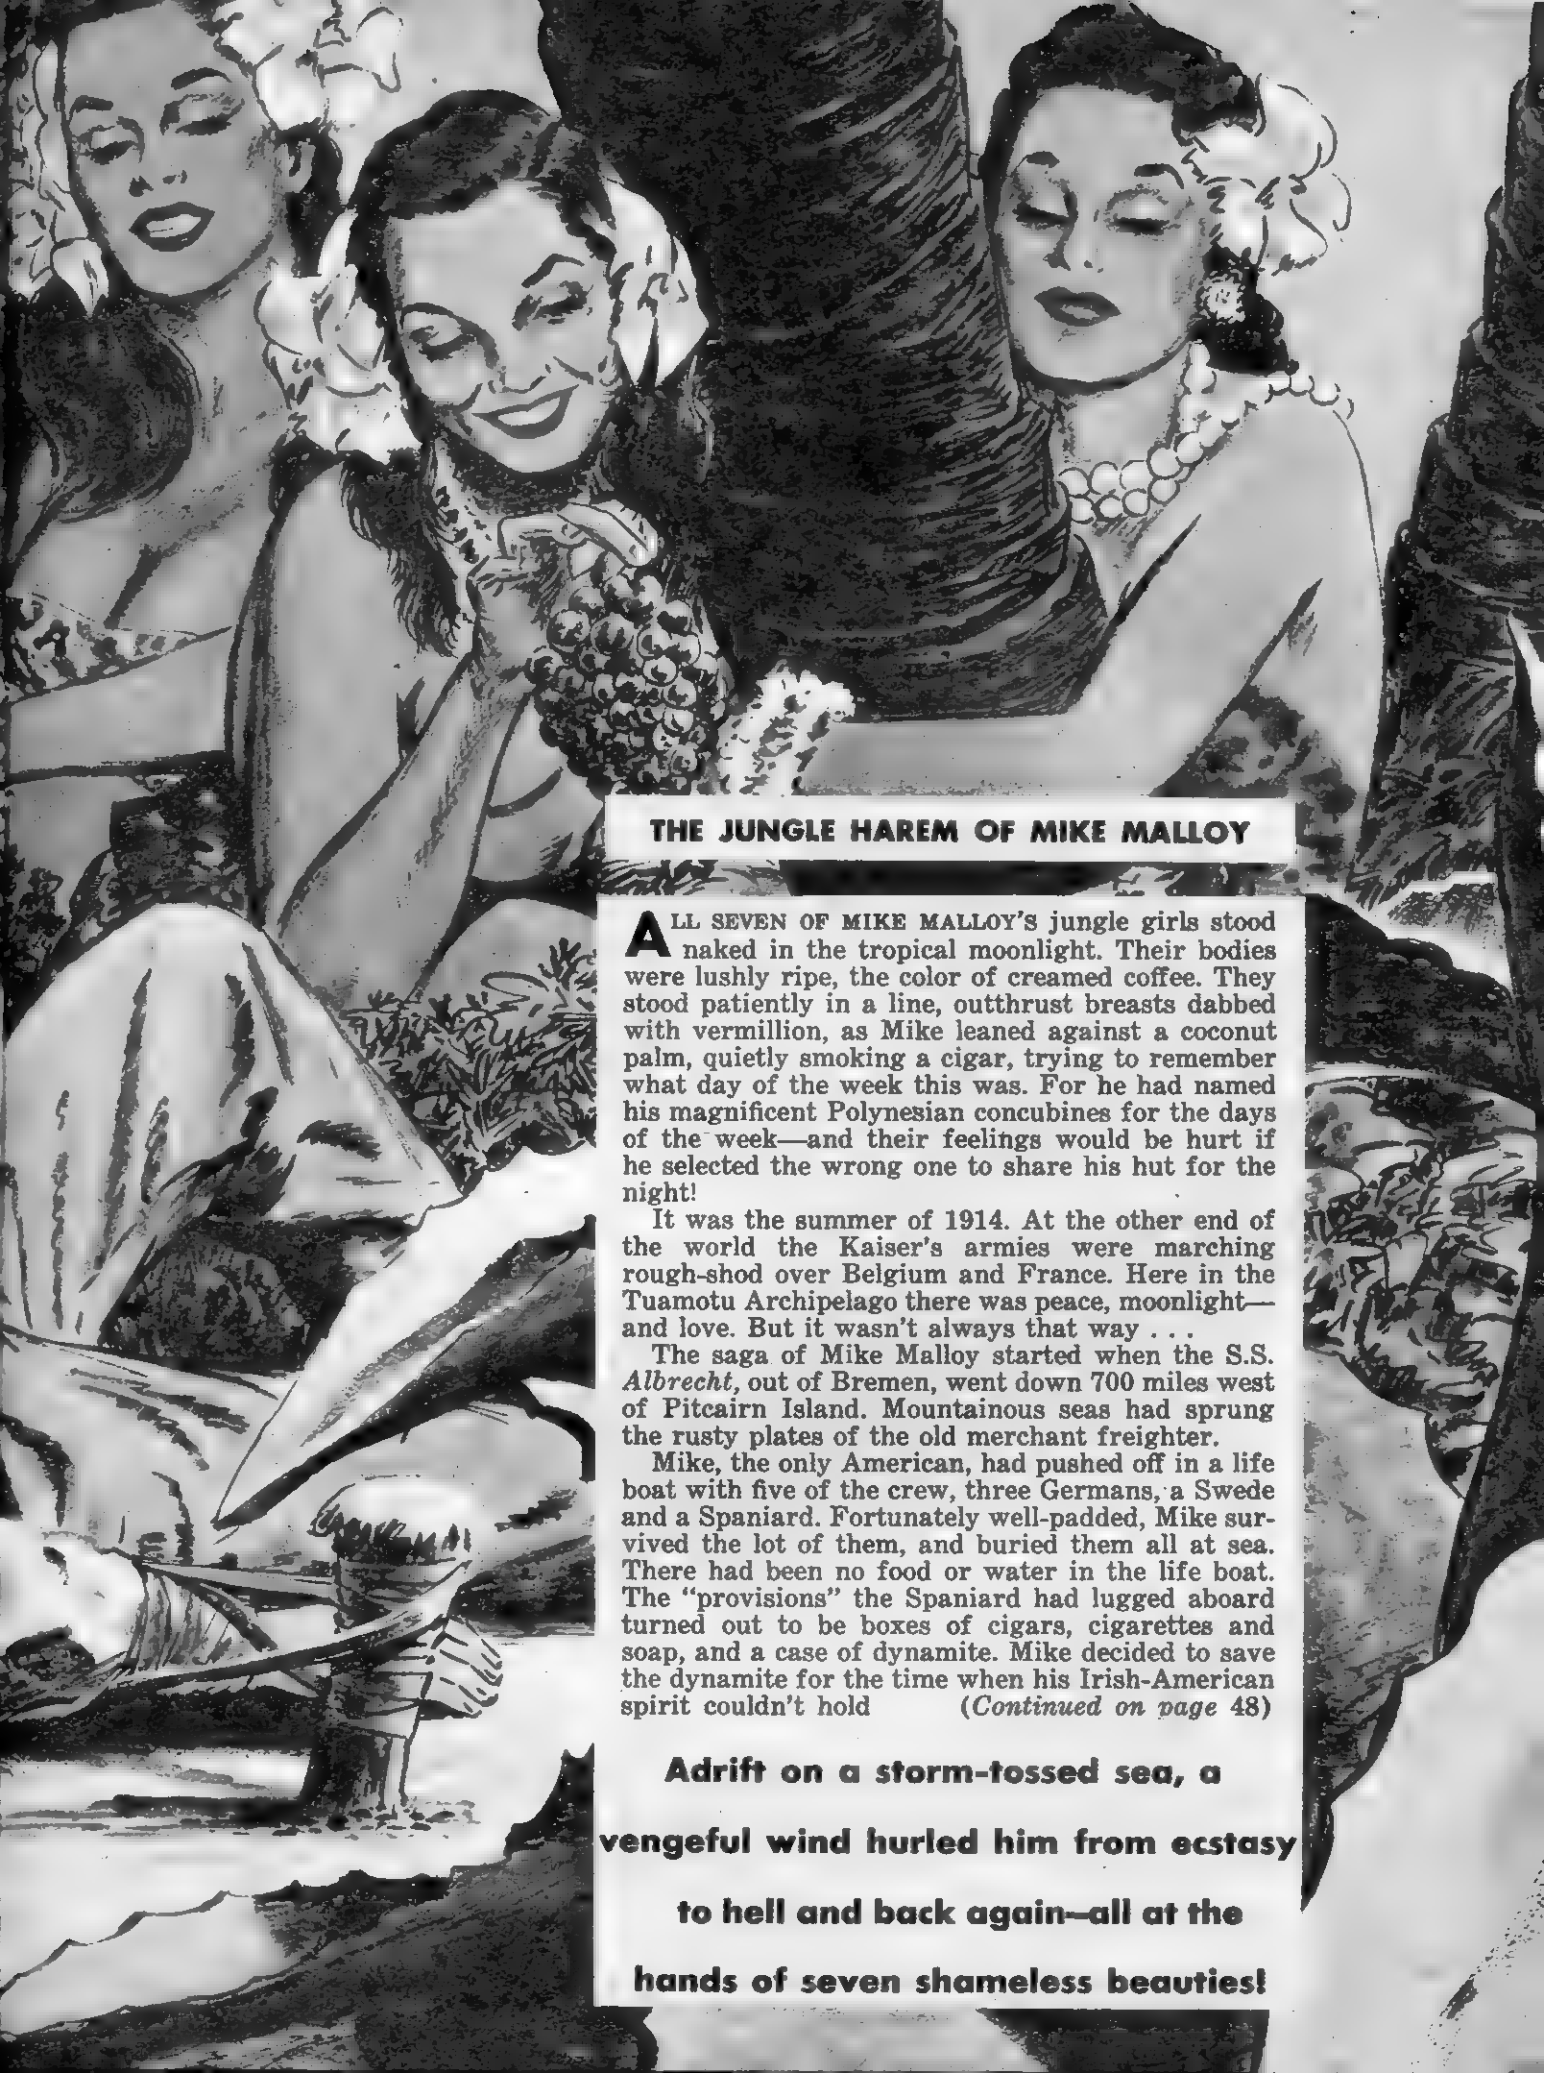 THE JUNGLE HAREM OF MIKE MALLOY
ALL SEVEN OF MIKE MALLOY'S jungle girls stood
naked in the tropical moonlight. Their bodies
were lushly ripe, the color of creamed coffee. They
stood patiently in a line, outthrust breasts dabbed
with vermillion, as Mike leaned against a coconut
palm, quietly smoking a cigar, trying to remember
what day of the week this was. For he had named
his magnificent Polynesian concubines for the days
of the week—and their feelings would be hurt if
he selected the wrong one to share his hut for the
night!
It was the summer of 1914. At the other end of
the world the Kaiser's armies were marching
rough-shod over Belgium and France. Here in the
Tuamotu Archipelago there was peace, moonlight—
and love. But it wasn't always that way . . .
The saga of Mike Malloy started when the S.S.
Albrecht, out of Bremen, went down 700 miles west
of Pitcairn Island. Mountainous seas had sprung
the rusty plates of the old merchant freighter.
Mike, the only American, had pushed off in a life
boat with five of the crew, three Germans, a Swede
and a Spaniard. Fortunately well-padded, Mike sur-
vived the lot of them, and buried them all at sea.
There had been no food or water in the life boat.
The "provisions" the Spaniard had lugged aboard
turned out to be boxes of cigars, cigarettes and
soap, and a case of dynamite. Mike decided to save
the dynamite for the time when his Irish-American
spirit couldn't hold (Continued on page 48)
Adrift on a storm-tossed sea, a
vengeful wind hurled him from ecstasy
to hell and back again—all at the
hands of seven shameless beauties!